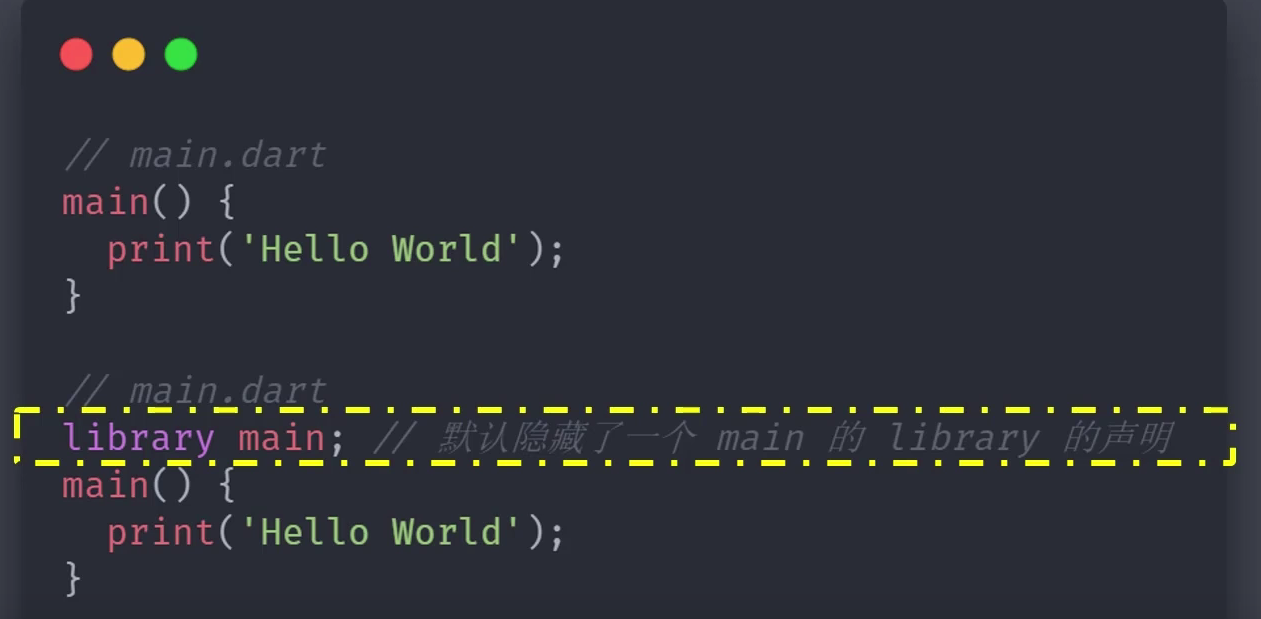 // main.dart
main() {
  print('Hello World');
}
// main.dart
library main; // 默认隐藏了一个 main 的 library 的声明
main() {
  print('Hello World');
}